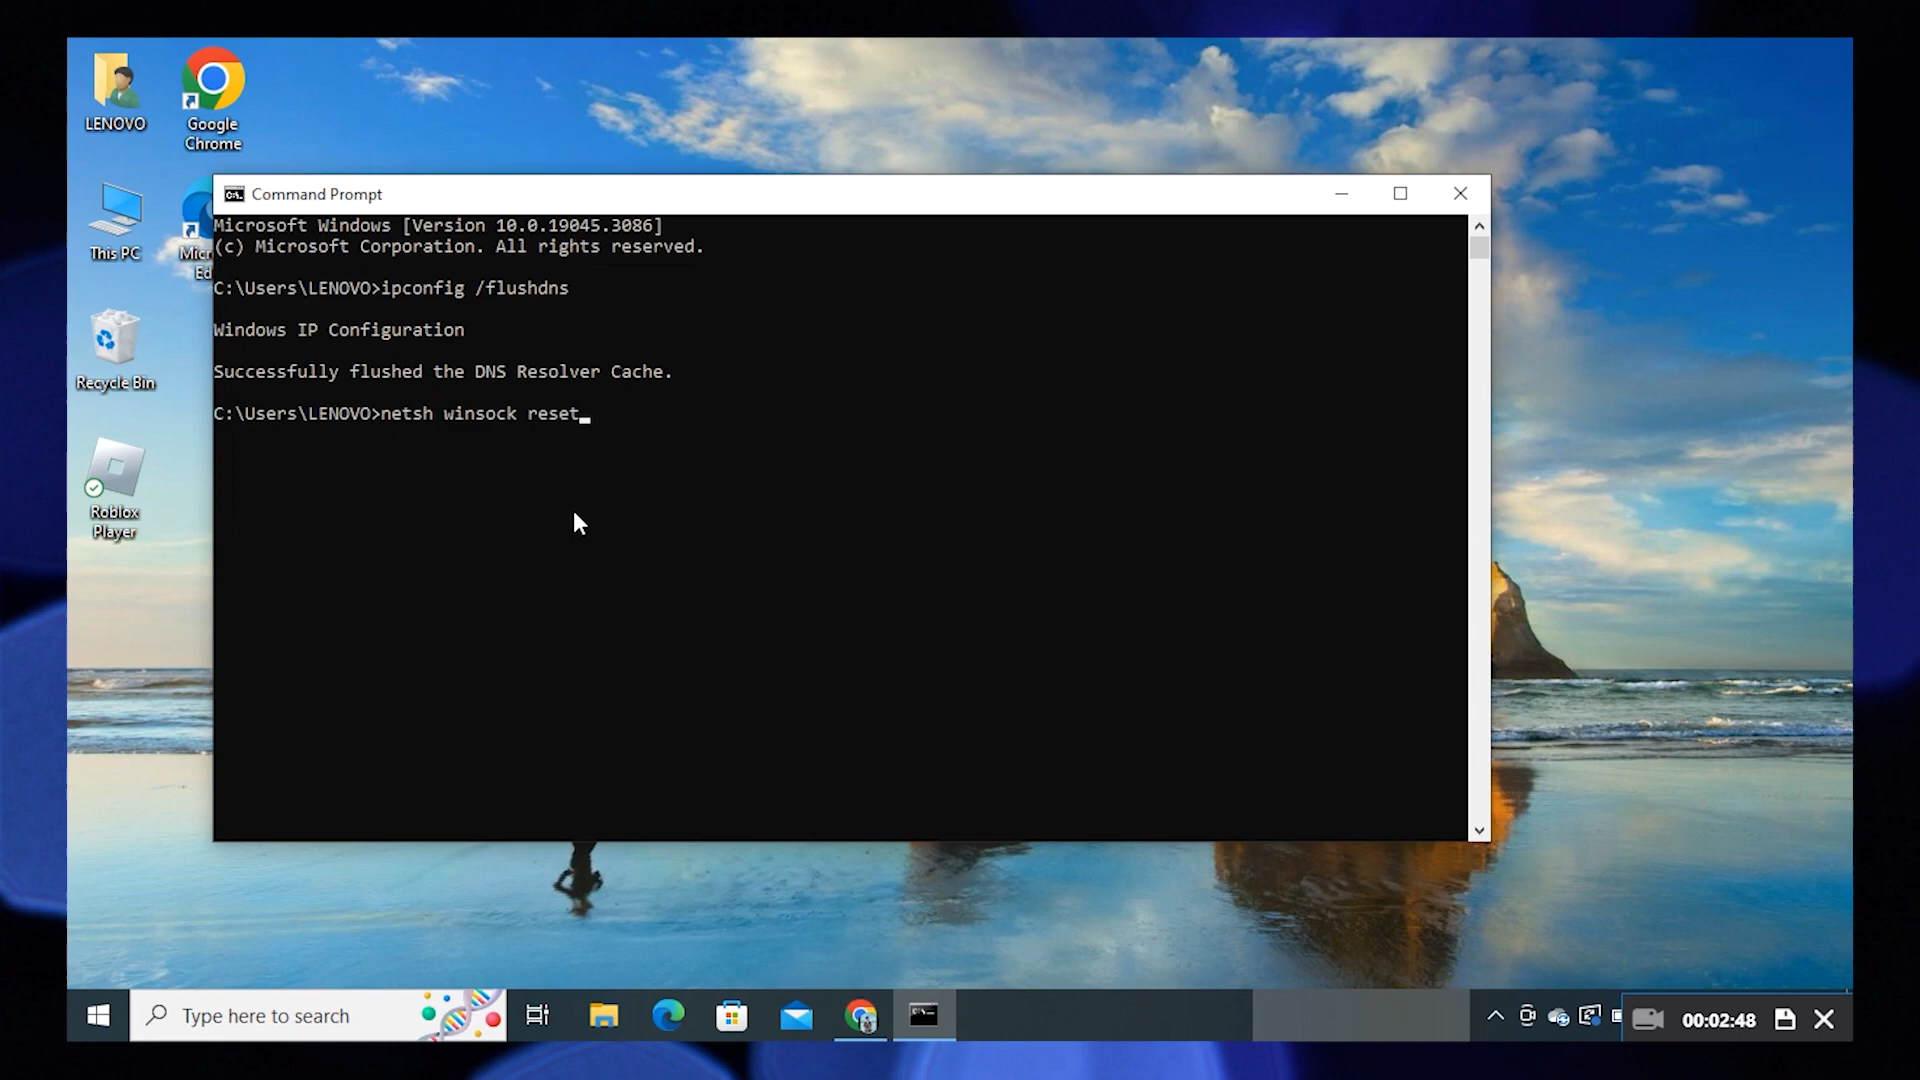 LENOVO
Google
Chrome
This PC
Micr
Ed
Recycle Bin
Roblox
Player
Command Prompt
Microsoft Windows [Version 10.0.19045.3086]
(c) Microsoft Corporation. All rights reserved.
C:\Users\LENOVO>ipconfig /flushdns
Windows IP Configuration
Successfully flushed the DNS Resolver Cache.
C:\Users\LENOVO>netsh winsock reset
Type here to search
00:02:48